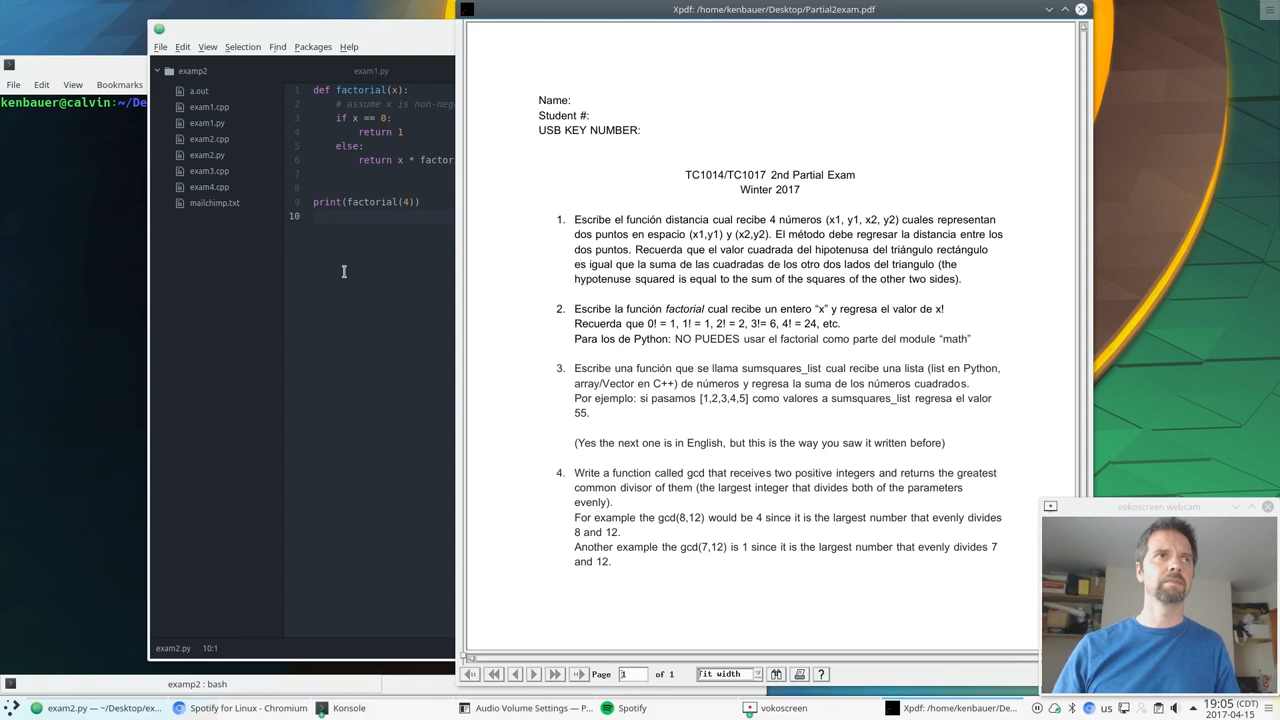 Xpdf: /home/kenbauer/Desktop/Partial2exam.pdf
File Edit View Selection Find Packages Help
File Edit View Bookmarks
kenbauer@calvin:~/De
examp2
a.out
exam1.cpp
exam1.py
exam2.cpp
exam2.py
exam3.cpp
exam4.cpp
mailchimp.txt
exam1.py
1 def factorial(x):
2 # assume x is non-neg
3 if x == 0:
4 return 1
5 else:
6 return x * factor
7
8
9 print(factorial(4))
10
exam2.py 10:1
Name:
Student #:
USB KEY NUMBER:
TC1014/TC1017 2nd Partial Exam
Winter 2017
1. Escribe el función distancia cual recibe 4 números (x1, y1, x2, y2) cuales representan
dos puntos en espacio (x1,y1) y (x2,y2). El método debe regresar la distancia entre los
dos puntos. Recuerda que el valor cuadrada del hipotenusa del triángulo rectángulo
es igual que la suma de las cuadradas de los otro dos lados del triangulo (the
hypotenuse squared is equal to the sum of the squares of the other two sides).
2. Escribe la función factorial cual recibe un entero “x” y regresa el valor de x!
Recuerda que 0! = 1, 1! = 1, 2! = 2, 3!= 6, 4! = 24, etc.
Para los de Python: NO PUEDES usar el factorial como parte del module “math”
3. Escribe una función que se llama sumsquares_list cual recibe una lista (list en Python,
array/Vector en C++) de números y regresa la suma de los números cuadrados.
Por ejemplo: si pasamos [1,2,3,4,5] como valores a sumsquares_list regresa el valor
55.
(Yes the next one is in English, but this is the way you saw it written before)
4. Write a function called gcd that receives two positive integers and returns the greatest
common divisor of them (the largest integer that divides both of the parameters
evenly).
For example the gcd(8,12) would be 4 since it is the largest number that evenly divides
8 and 12.
Another example the gcd(7,12) is 1 since it is the largest number that evenly divides 7
and 12.
Page 1 of 1 fit width ?
vokoscreen webcam
examp2 : bash
exam2.py — ~/Desktop/ex... Spotify for Linux - Chromium Konsole Audio Volume Settings — P... Spotify vokoscreen Xpdf: /home/kenbauer/De... us 19:05 (CDT)
2017-04-15